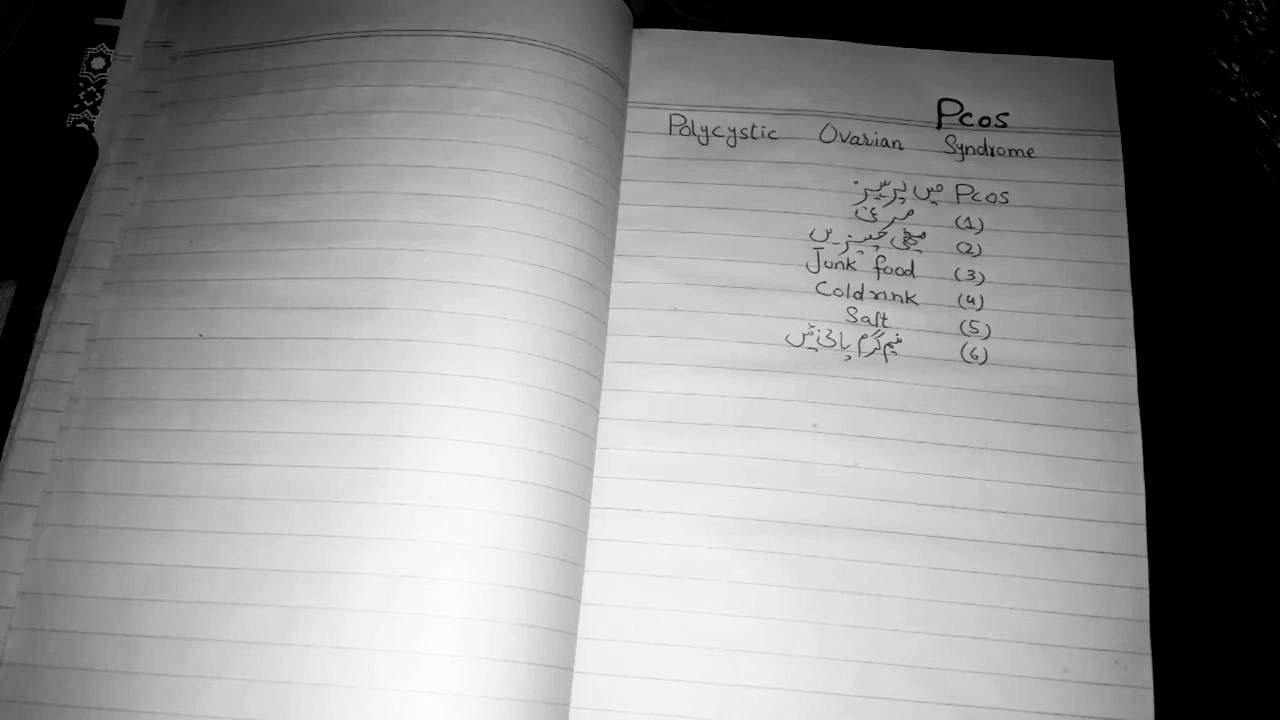 Pcos
Polycystic Ovarian Syndrome
Pcos میں پرہیز
(1) مرغی
(2) میٹھی چیزیں
(3) Junk food
(4) Coldrink
(5) Salt
(6) نیم گرم پانی پیئں